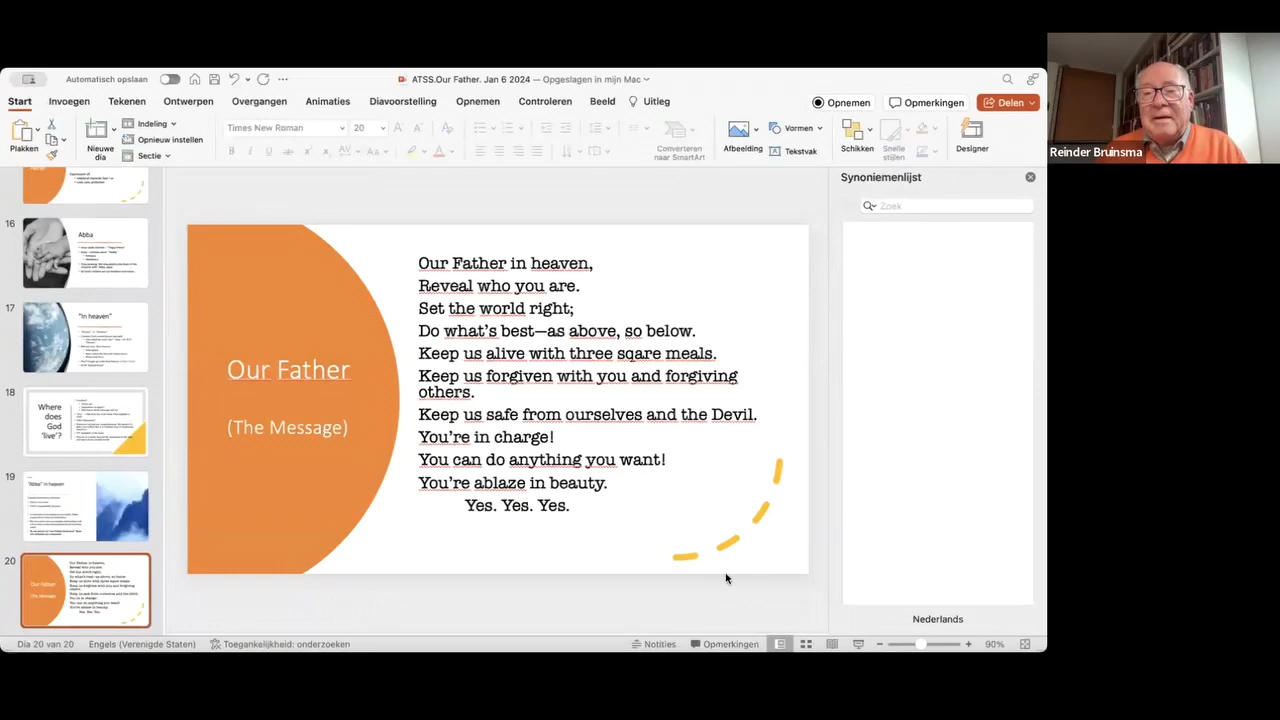 Automatisch opslaan
ATSS.Our Father. Jan 6 2024 — Opgeslagen in mijn Mac
Start Invoegen Tekenen Ontwerpen Overgangen Animaties Diavoorstelling Opnemen Controleren Beeld Uitleg
Opnemen Opmerkingen Delen
Plakken
Nieuwe dia
Indeling
Opnieuw instellen
Sectie
Times New Roman 20
Converteren naar SmartArt
Afbeelding
Vormen
Tekstvak
Schikken
Snelle stijlen
Designer
Reinder Bruinsma
16
Abba
17
"In heaven"
18
Where does God 'live'?
19
"Abba" in heaven
20
Our Father
(The Message)
Our Father in heaven,
Reveal who you are.
Set the world right;
Do what's best—as above, so below.
Keep us alive with three sqare meals.
Keep us forgiven with you and forgiving
others.
Keep us safe from ourselves and the Devil.
You're in charge!
You can do anything you want!
You're ablaze in beauty.
Yes. Yes. Yes.
Synoniemenlijst
Zoek
Nederlands
Dia 20 van 20 Engels (Verenigde Staten) Toegankelijkheid: onderzoeken
Notities Opmerkingen 90%